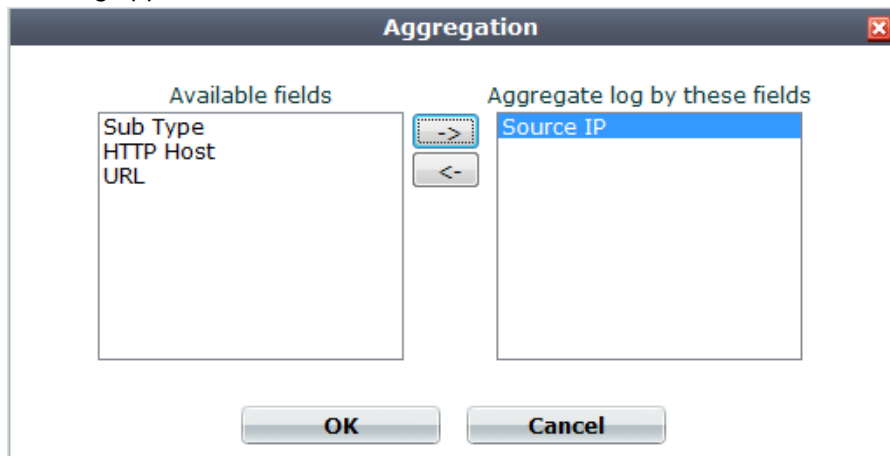 Aggregation
Available fields
Aggregate log by these fields
Sub Type
HTTP Host
URL
->
<-
Source IP
OK
Cancel